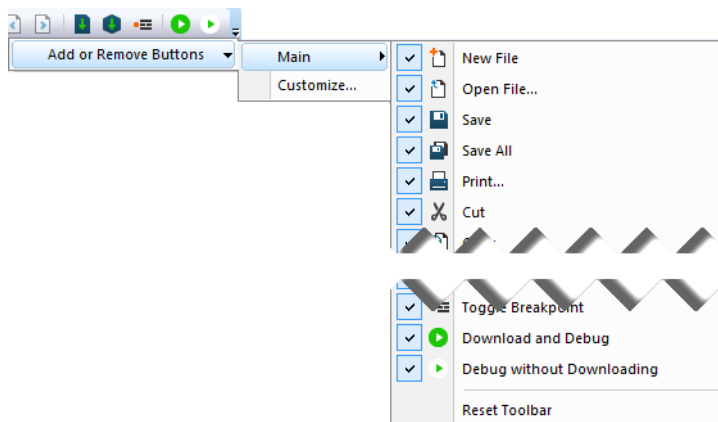 Add or Remove Buttons
Main
Customize...
New File
Open File...
Save
Save All
Print...
Cut
Toggle Breakpoint
Download and Debug
Debug without Downloading
Reset Toolbar